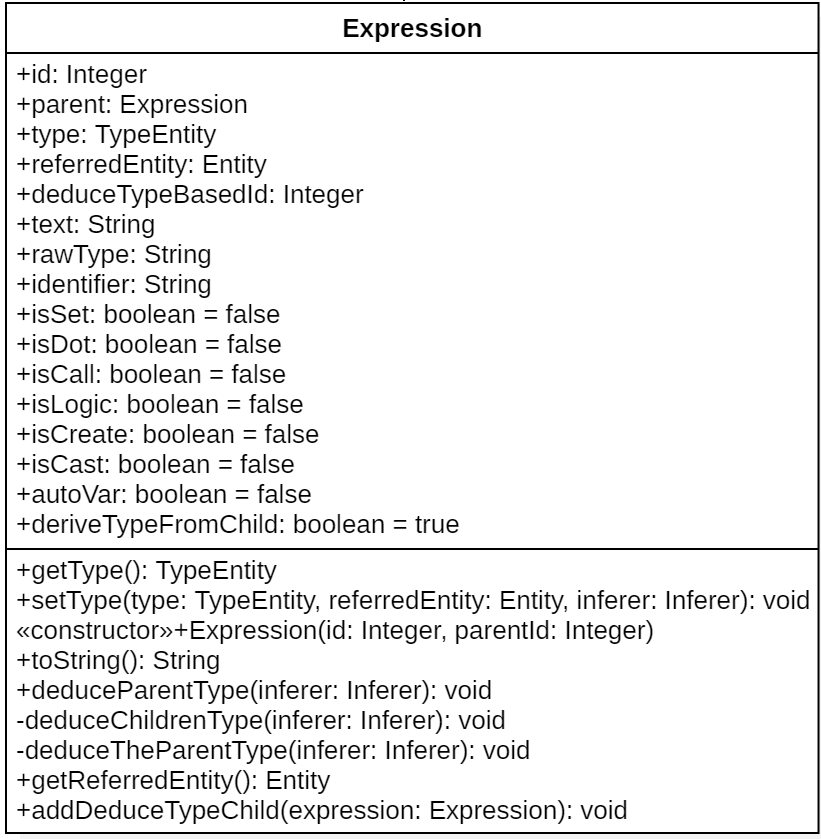 Expression
+id: Integer
+parent: Expression
+type: TypeEntity
+referredEntity: Entity
+deduceTypeBasedId: Integer
+text: String
+rawType: String
+identifier: String
+isSet: boolean = false
+isDot: boolean = false
+isCall: boolean = false
+isLogic: boolean = false
+isCreate: boolean = false
+isCast: boolean = false
+autoVar: boolean = false
+deriveTypeFromChild: boolean = true
+getType(): TypeEntity
+setType(type: TypeEntity, referredEntity: Entity, inferer: Inferer): void
«constructor»+Expression(id: Integer, parentId: Integer)
+toString(): String
+deduceParentType(inferer: Inferer): void
-deduceChildrenType(inferer: Inferer): void
-deduceTheParentType(inferer: Inferer): void
+getReferredEntity(): Entity
+addDeduceTypeChild(expression: Expression): void